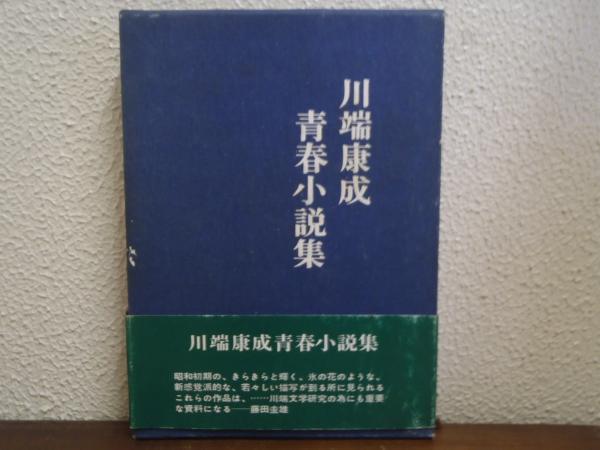 川端康成
青春小説集
川端康成青春小説集
昭和初期の、きらきらと輝く、氷の花のような、
新感覚派的な、若々しい描写が到る所に見られる
これらの作品は、……川端文学研究の為にも重要
な資料になる──藤田圭雄